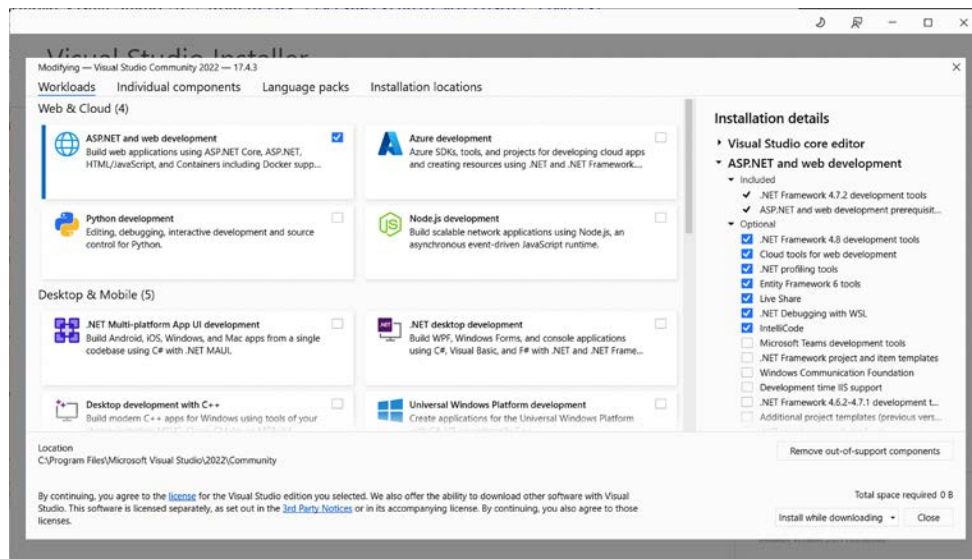 Visual Studio Installer
Modifying — Visual Studio Community 2022 — 17.4.3
Workloads Individual components Language packs Installation locations
Web & Cloud (4)
ASP.NET and web development
Build web applications using ASP.NET Core, ASP.NET,
HTML/JavaScript, and Containers including Docker supp...
Azure development
Azure SDKs, tools, and projects for developing cloud apps
and creating resources using .NET and .NET Framework....
Python development
Editing, debugging, interactive development and source
control for Python.
JS
Node.js development
Build scalable network applications using Node.js, an
asynchronous event-driven JavaScript runtime.
Desktop & Mobile (5)
.NET Multi-platform App UI development
Build Android, iOS, Windows, and Mac apps from a single
codebase using C# with .NET MAUI.
.NET
.NET desktop development
Build WPF, Windows Forms, and console applications
using C#, Visual Basic, and F# with .NET and .NET Frame...
Desktop development with C++
Build modern C++ apps for Windows using tools of your
Universal Windows Platform development
Create applications for the Universal Windows Platform
Installation details
Visual Studio core editor
ASP.NET and web development
Included
.NET Framework 4.7.2 development tools
ASP.NET and web development prerequisit...
Optional
.NET Framework 4.8 development tools
Cloud tools for web development
.NET profiling tools
Entity Framework 6 tools
Live Share
.NET Debugging with WSL
IntelliCode
Microsoft Teams development tools
.NET Framework project and item templates
Windows Communication Foundation
Development time IIS support
.NET Framework 4.6.2-4.7.1 development t...
Additional project templates (previous vers...
Location
C:\Program Files\Microsoft Visual Studio\2022\Community
Remove out-of-support components
By continuing, you agree to the license for the Visual Studio edition you selected. We also offer the ability to download other software with Visual
Studio. This software is licensed separately, as set out in the 3rd Party Notices or in its accompanying license. By continuing, you also agree to those
licenses.
Total space required 0 B
Install while downloading Close